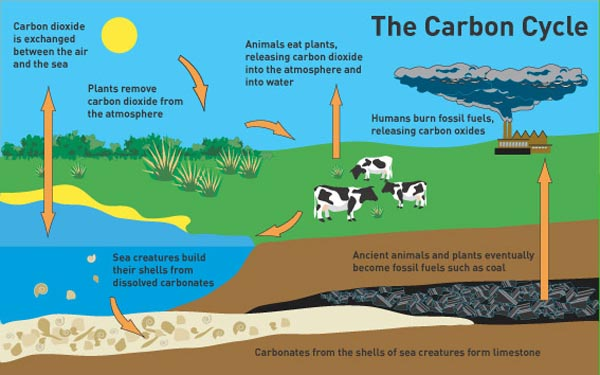 The Carbon Cycle
Carbon dioxide
is exchanged
between the air
and the sea
Plants remove
carbon dioxide from
the atmosphere
Animals eat plants,
releasing carbon dioxide
into the atmosphere and
into water
Humans burn fossil fuels,
releasing carbon oxides
Sea creatures build
their shells from
dissolved carbonates
Ancient animals and plants eventually
become fossil fuels such as coal
Carbonates from the shells of sea creatures form limestone